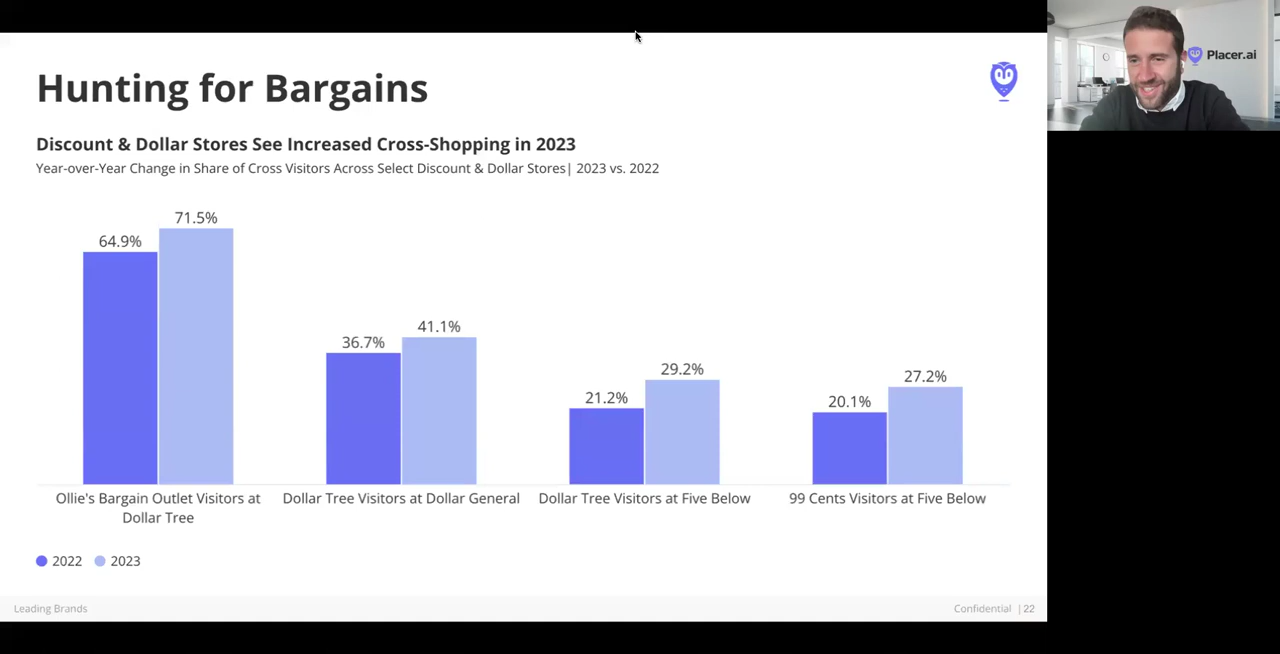 Hunting for Bargains
Placer.ai
Discount & Dollar Stores See Increased Cross-Shopping in 2023
Year-over-Year Change in Share of Cross Visitors Across Select Discount & Dollar Stores| 2023 vs. 2022
71.5%
64.9%
41.1%
36.7%
29.2%
21.2%
27.2%
20.1%
Ollie's Bargain Outlet Visitors at
Dollar Tree
Dollar Tree Visitors at Dollar General
Dollar Tree Visitors at Five Below
99 Cents Visitors at Five Below
2022
2023
Leading Brands
Confidential | 22